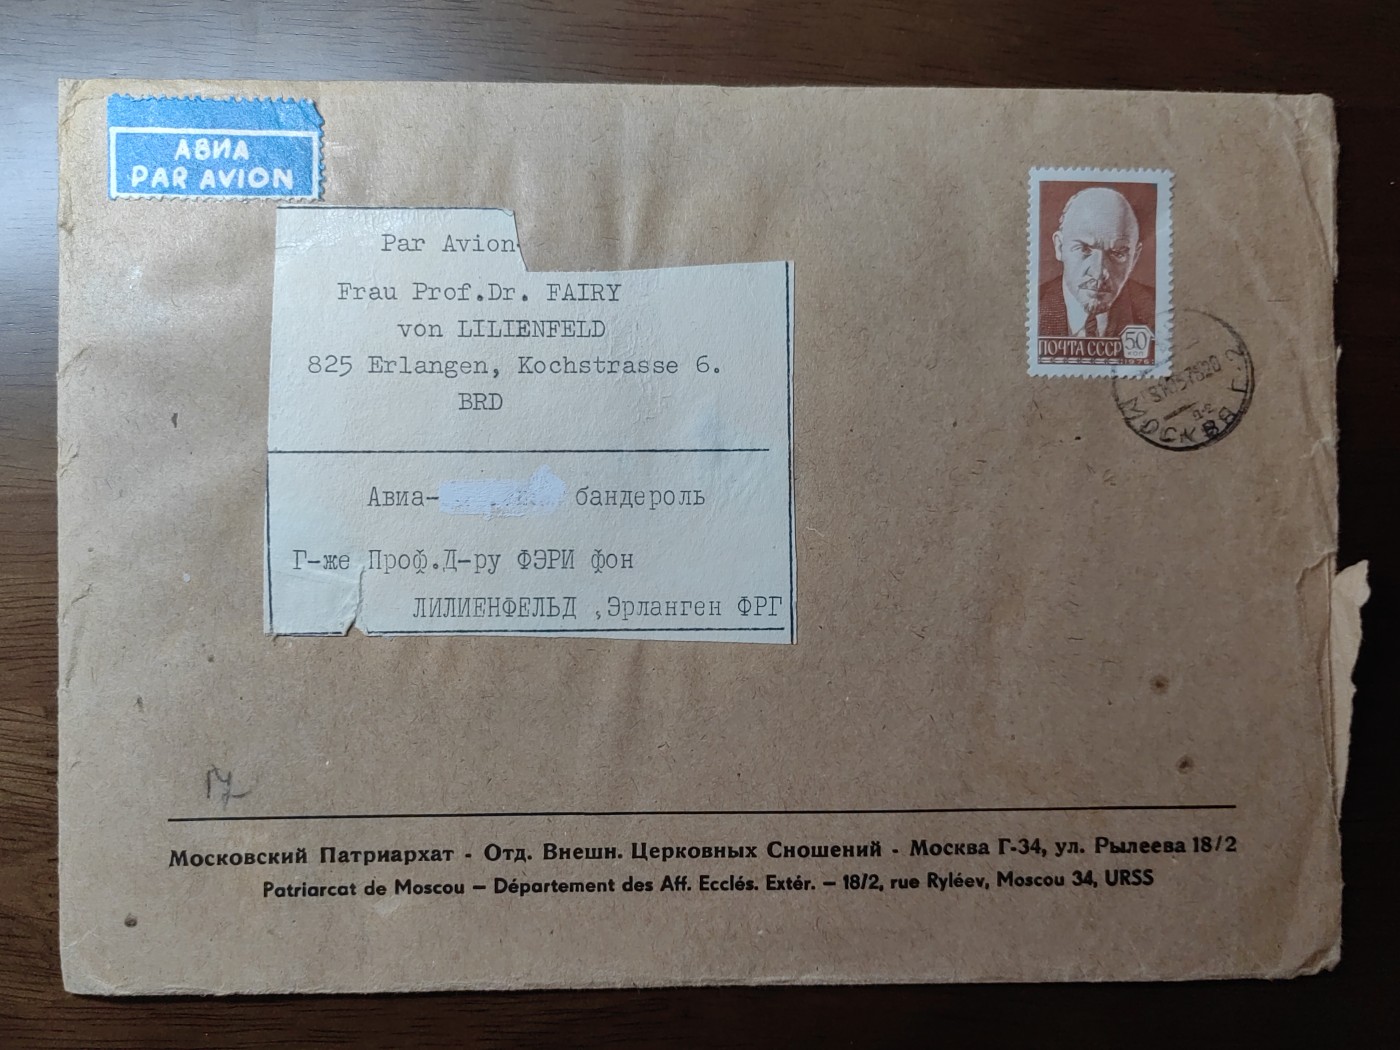 АВИА
PAR AVION
Par Avion
Frau Prof.Dr. FAIRY
von LILIENFELD
825 Erlangen, Kochstrasse 6.
BRD
Авиа- бандероль
Г-же Проф.Д-ру ФЭРИ фон
ЛИЛИЕНФЕЛЬД ,Эрланген ФРГ
ПОЧТА СССР 50
КОП
1976
МОСКВА Г-2
Московский Патриархат - Отд. Внешн. Церковных Сношений - Москва Г-34, ул. Рылеева 18/2
Patriarcat de Moscou — Département des Aff. Ecclés. Extér. — 18/2, rue Ryléev, Moscou 34, URSS